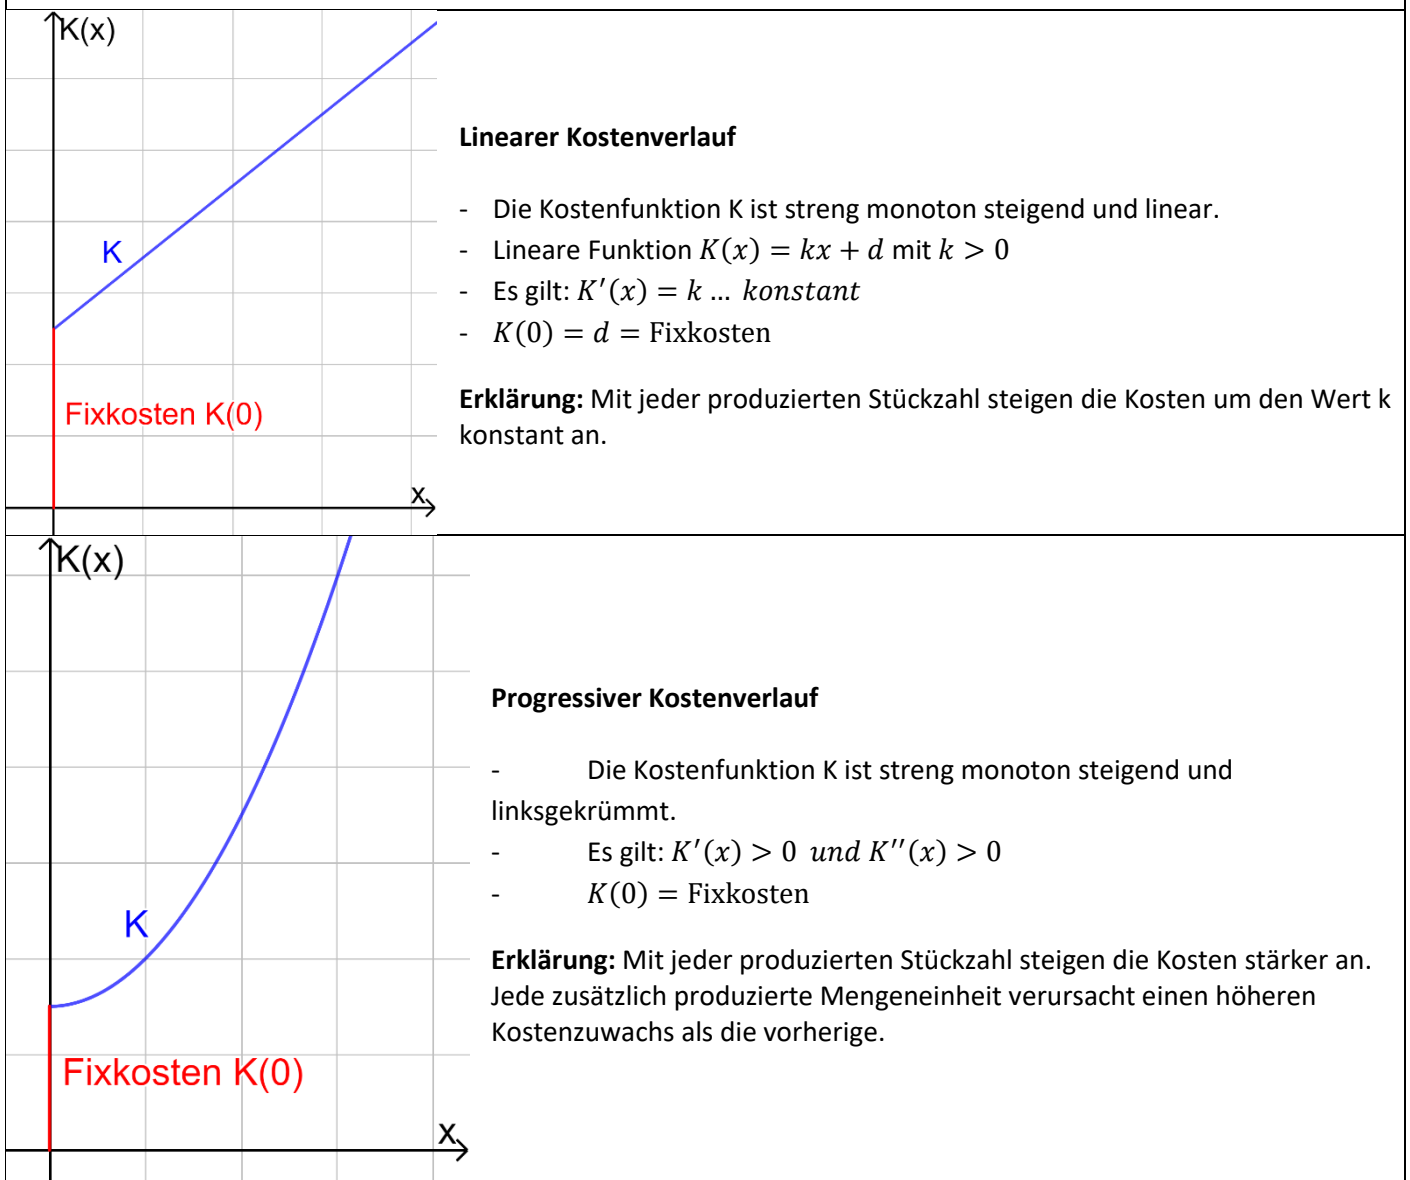 K(x)
K
Fixkosten K(0)
x
Linearer Kostenverlauf
- Die Kostenfunktion K ist streng monoton steigend und linear.
- Lineare Funktion K(x) = kx + d mit k > 0
- Es gilt: K′(x) = k … konstant
- K(0) = d = Fixkosten
Erklärung: Mit jeder produzierten Stückzahl steigen die Kosten um den Wert k
konstant an.
K(x)
K
Fixkosten K(0)
x
Progressiver Kostenverlauf
- Die Kostenfunktion K ist streng monoton steigend und
linksgekrümmt.
- Es gilt: K′(x) > 0 und K′′(x) > 0
- K(0) = Fixkosten
Erklärung: Mit jeder produzierten Stückzahl steigen die Kosten stärker an.
Jede zusätzlich produzierte Mengeneinheit verursacht einen höheren
Kostenzuwachs als die vorherige.